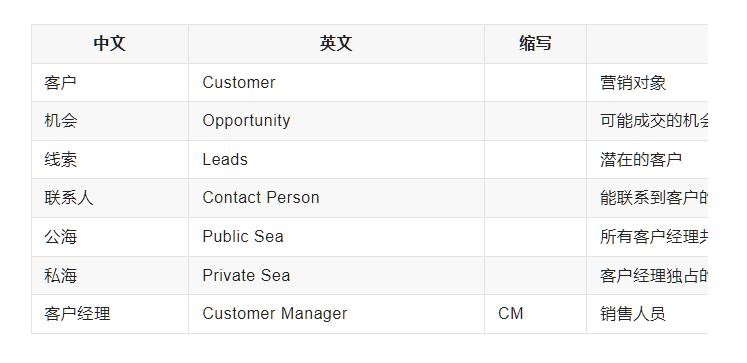 中文 英文 缩写
客户 Customer 营销对象
机会 Opportunity 可能成交的机会
线索 Leads 潜在的客户
联系人 Contact Person 能联系到客户的
公海 Public Sea 所有客户经理共
私海 Private Sea 客户经理独占的
客户经理 Customer Manager CM 销售人员